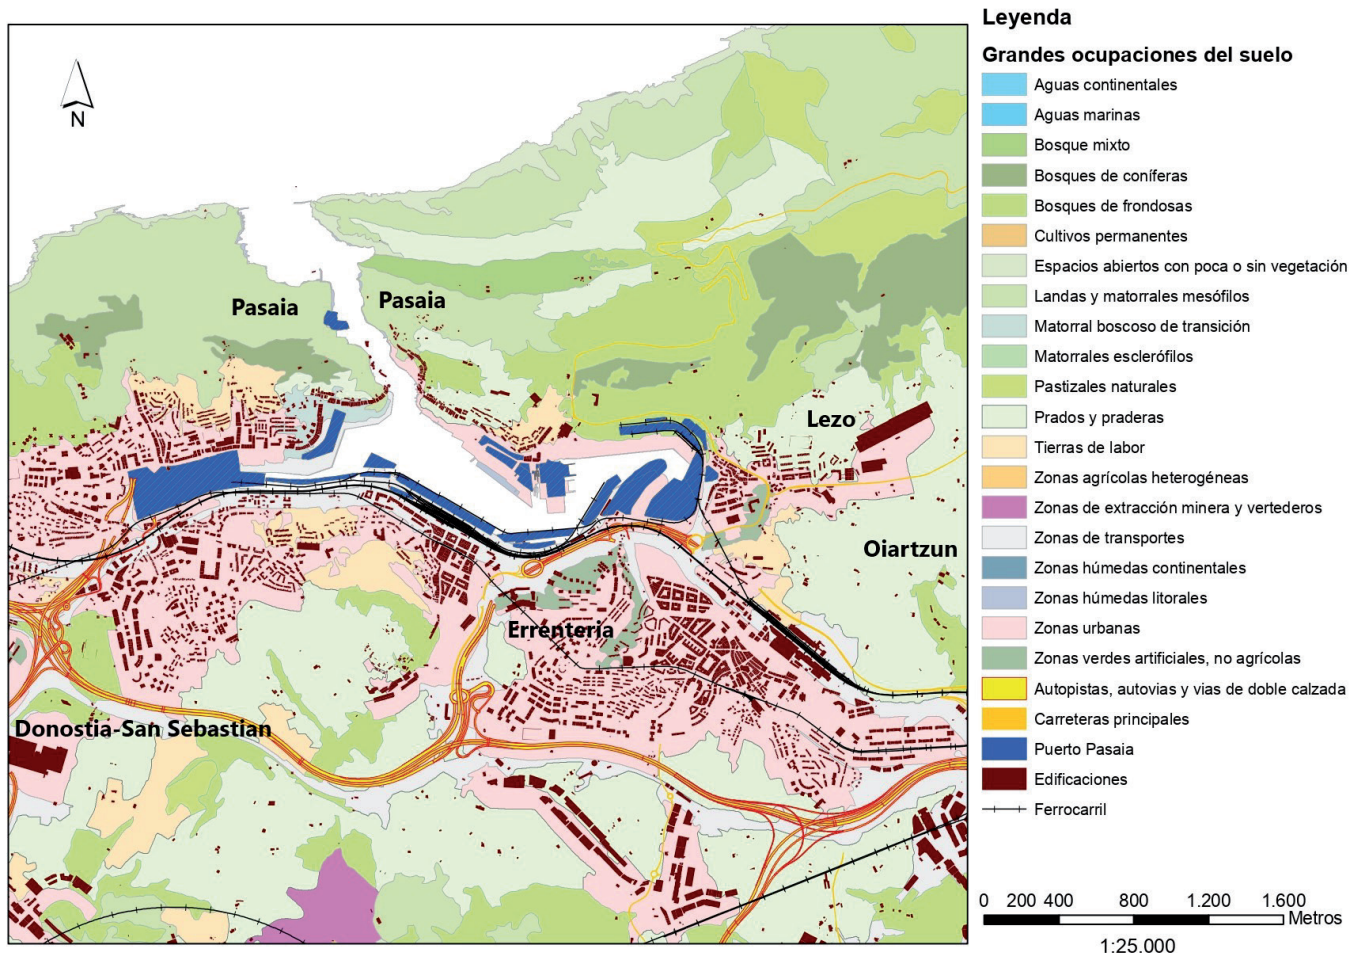 Leyenda
Grandes ocupaciones del suelo
Aguas continentales
Aguas marinas
Bosque mixto
Bosques de coníferas
Bosques de frondosas
Cultivos permanentes
Espacios abiertos con poca o sin vegetación
Landas y matorrales mesófilos
Matorral boscoso de transición
Matorrales esclerófilos
Pastizales naturales
Prados y praderas
Tierras de labor
Zonas agrícolas heterogéneas
Zonas de extracción minera y vertederos
Zonas de transportes
Zonas húmedas continentales
Zonas húmedas litorales
Zonas urbanas
Zonas verdes artificiales, no agrícolas
Autopistas, autovias y vias de doble calzada
Carreteras principales
Puerto Pasaia
Edificaciones
Ferrocarril
0 200 400 800 1.200 1.600
Metros
1:25.000
N
Pasaia
Pasaia
Lezo
Oiartzun
Errenteria
Donostia-San Sebastian